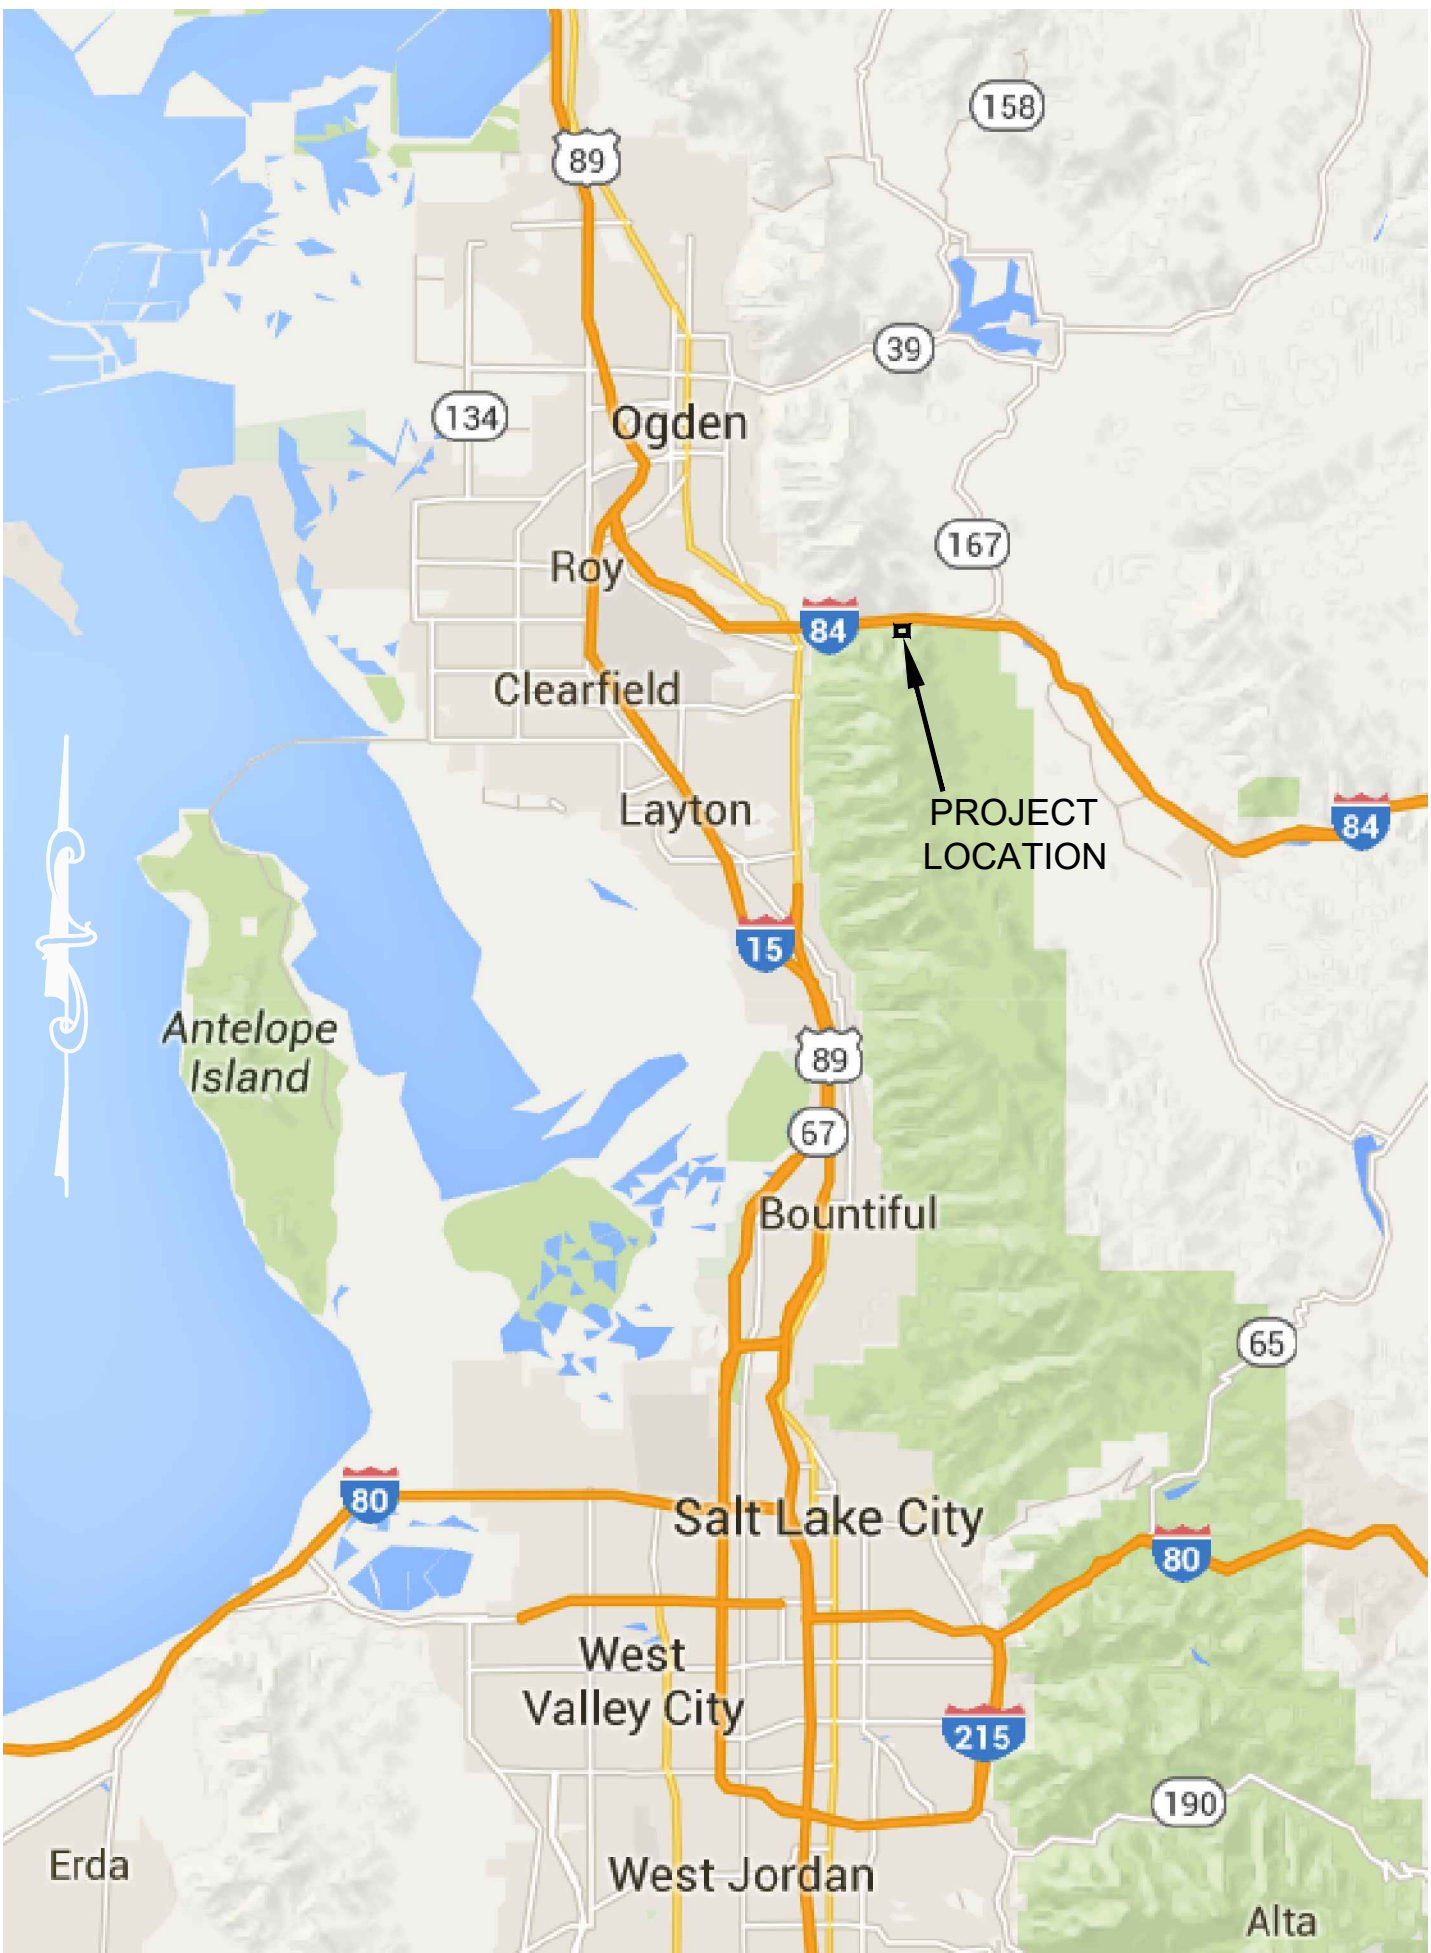 158
89
39
134
Ogden
167
Roy
84
Clearfield
PROJECT
LOCATION
Layton
84
15
Antelope
Island
89
67
Bountiful
65
80
Salt Lake City
80
West
Valley City
215
190
Erda
West Jordan
Alta